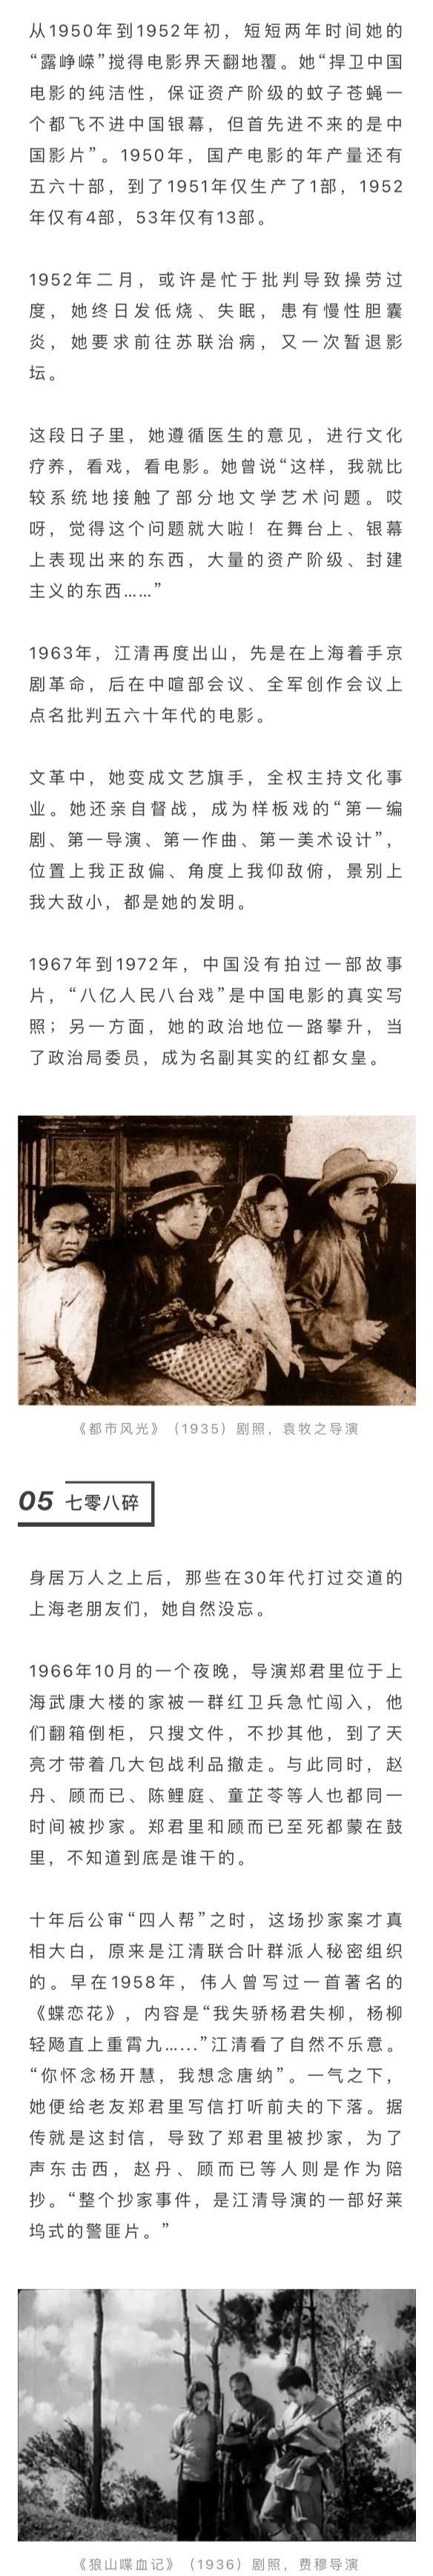 从1950年到1952年初，短短两年时间她的
“露峥嵘”搅得电影界天翻地覆。她“捍卫中国
电影的纯洁性，保证资产阶级的蚊子苍蝇一
个都飞不进中国银幕，但首先进不来的是中
国影片”。1950年，国产电影的年产量还有
五六十部，到了1951年仅生产了1部，1952
年仅有4部，53年仅有13部。
1952年二月，或许是忙于批判导致操劳过
度，她终日发低烧、失眠，患有慢性胆囊
炎，她要求前往苏联治病，又一次暂退影
坛。
这段日子里，她遵循医生的意见，进行文化
疗养，看戏，看电影。她曾说“这样，我就比
较系统地接触了部分地文学艺术问题。哎
呀，觉得这个问题就大啦！在舞台上、银幕
上表现出来的东西，大量的资产阶级、封建
主义的东西……”
1963年，江清再度出山，先是在上海着手京
剧革命，后在中喧部会议、全军创作会议上
点名批判五六十年代的电影。
文革中，她变成文艺旗手，全权主持文化事
业。她还亲自督战，成为样板戏的“第一编
剧、第一导演、第一作曲、第一美术设计”，
位置上我正敌偏、角度上我仰敌俯，景别上
我大敌小，都是她的发明。
1967年到1972年，中国没有拍过一部故事
片，“八亿人民八台戏”是中国电影的真实写
照；另一方面，她的政治地位一路攀升，当
了政治局委员，成为名副其实的红都女皇。
《都市风光》（1935）剧照，袁牧之导演
05 七零八碎
身居万人之上后，那些在30年代打过交道的
上海老朋友们，她自然没忘。
1966年10月的一个夜晚，导演郑君里位于上
海武康大楼的家被一群红卫兵急忙闯入，他
们翻箱倒柜，只搜文件，不抄其他，到了天
亮才带着几大包战利品撤走。与此同时，赵
丹、顾而已、陈鲤庭、童芷苓等人也都同一
时间被抄家。郑君里和顾而已至死都蒙在鼓
里，不知道到底是谁干的。
十年后公审“四人帮”之时，这场抄家案才真
相大白，原来是江清联合叶群派人秘密组织
的。早在1958年，伟人曾写过一首著名的
《蝶恋花》，内容是“我失骄杨君失柳，杨柳
轻飏直上重霄九……”江清看了自然不乐意。
“你怀念杨开慧，我想念唐纳”。一气之下，
她便给老友郑君里写信打听前夫的下落。据
传就是这封信，导致了郑君里被抄家，为了
声东击西，赵丹、顾而已等人则是作为陪
抄。“整个抄家事件，是江清导演的一部好莱
坞式的警匪片。”
《狼山喋血记》（1936）剧照，费穆导演